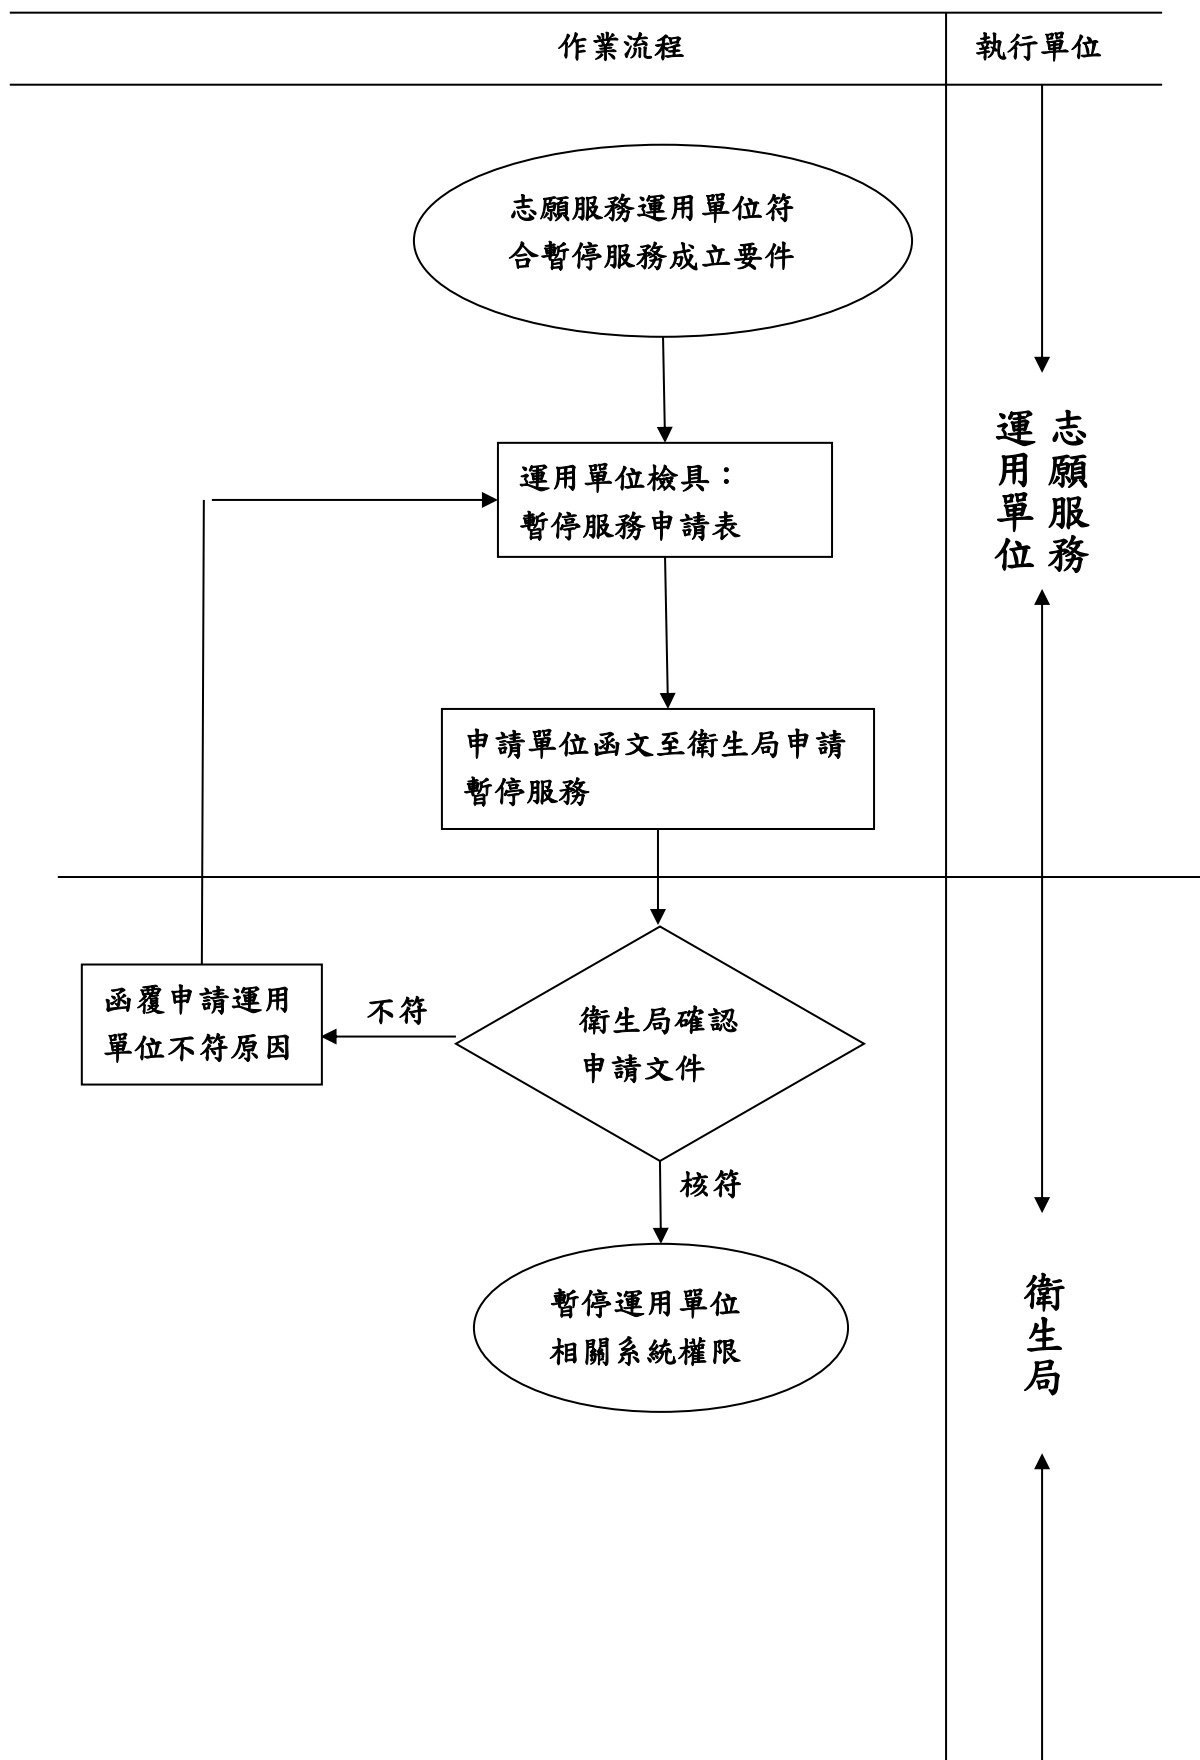 作業流程
執行單位
志願服務運用單位符
合暫停服務成立要件
志願服務
運用單位
運用單位檢具：
暫停服務申請表
申請單位函文至衛生局申請
暫停服務
衛生局確認
申請文件
不符
函覆申請運用
單位不符原因
核符
暫停運用單位
相關系統權限
衛生局